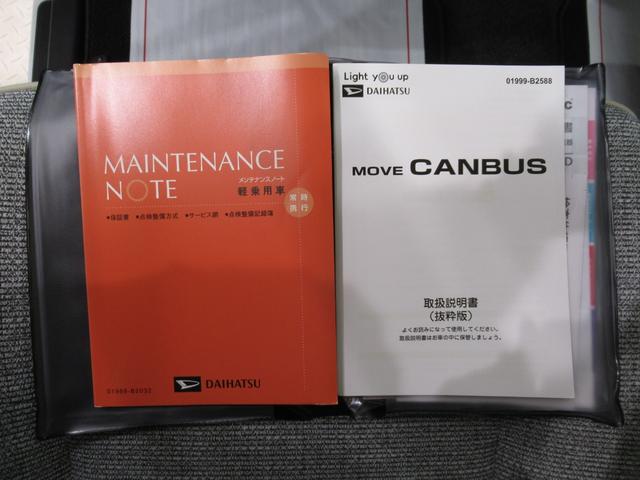 MAINTENANCE
NOTE
メンテナンスノート
軽乗用車
常時
携行
●保証書 ●点検整備方式 ●サービス網 ●点検整備記録簿
DAIHATSU
Light you up
DAIHATSU
01999-B2588
MOVE CANBUS
取扱説明書
(抜粋版)
よくお読みになって使用してください。
取扱説明書はお車の中に保管しましょう。